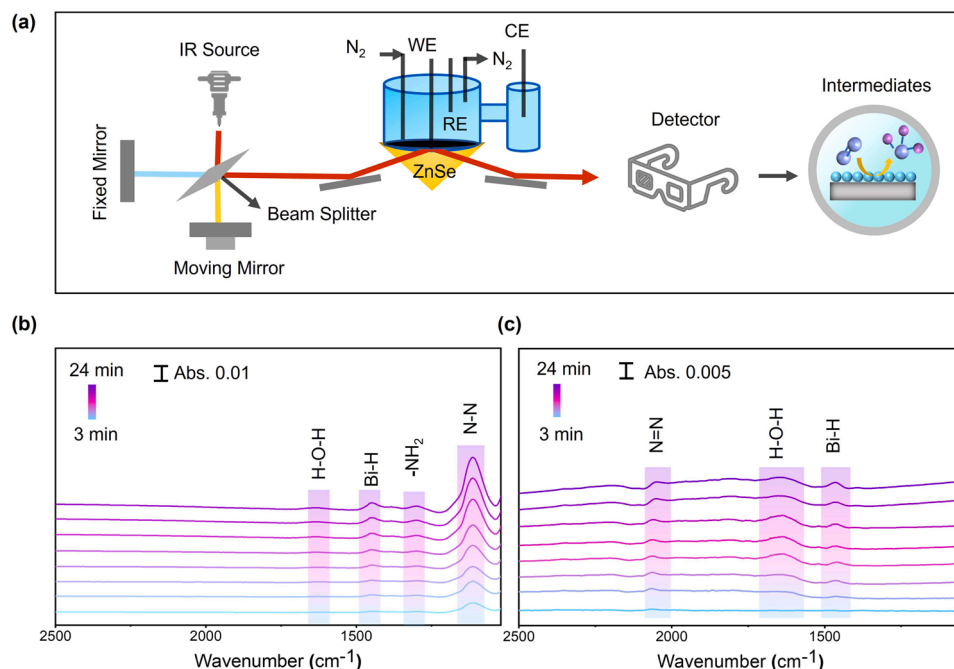 (a)
IR Source
Fixed Mirror
Beam Splitter
Moving Mirror
N₂
WE
CE
N₂
RE
ZnSe
Detector
Intermediates
(b)
24 min
3 min
Abs. 0.01
H-O-H
Bi-H
-NH₂
N-N
2500
2000
1500
Wavenumber (cm⁻¹)
(c)
24 min
3 min
Abs. 0.005
N=N
H-O-H
Bi-H
2500
2000
1500
Wavenumber (cm⁻¹)